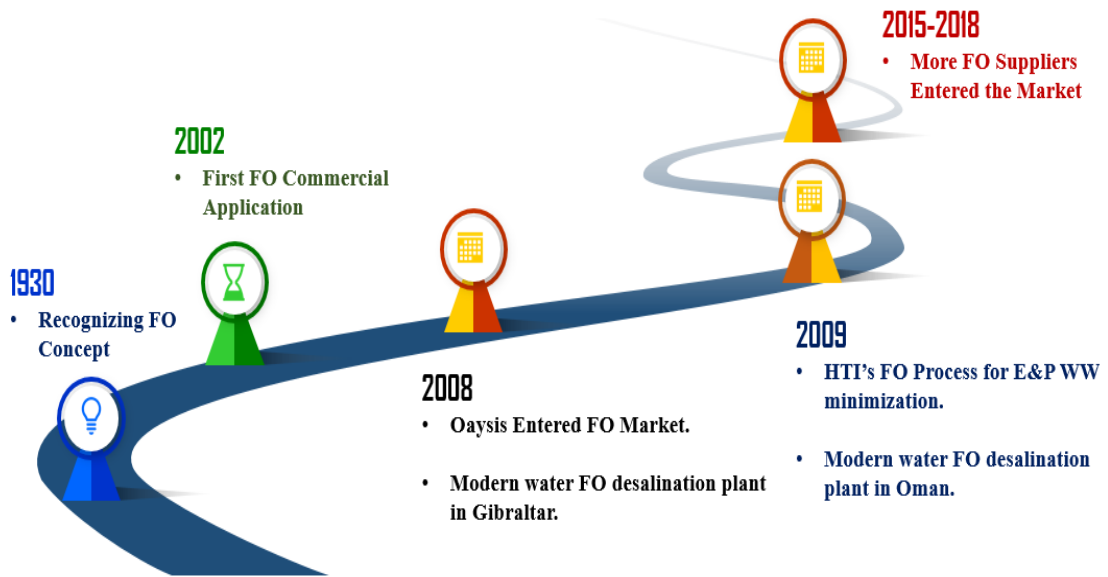 1930
• Recognizing FO
Concept
2002
• First FO Commercial
Application
2008
• Oaysis Entered FO Market.
• Modern water FO desalination plant
in Gibraltar.
2009
• HTI's FO Process for E&P WW
minimization.
• Modern water FO desalination
plant in Oman.
2015-2018
• More FO Suppliers
Entered the Market